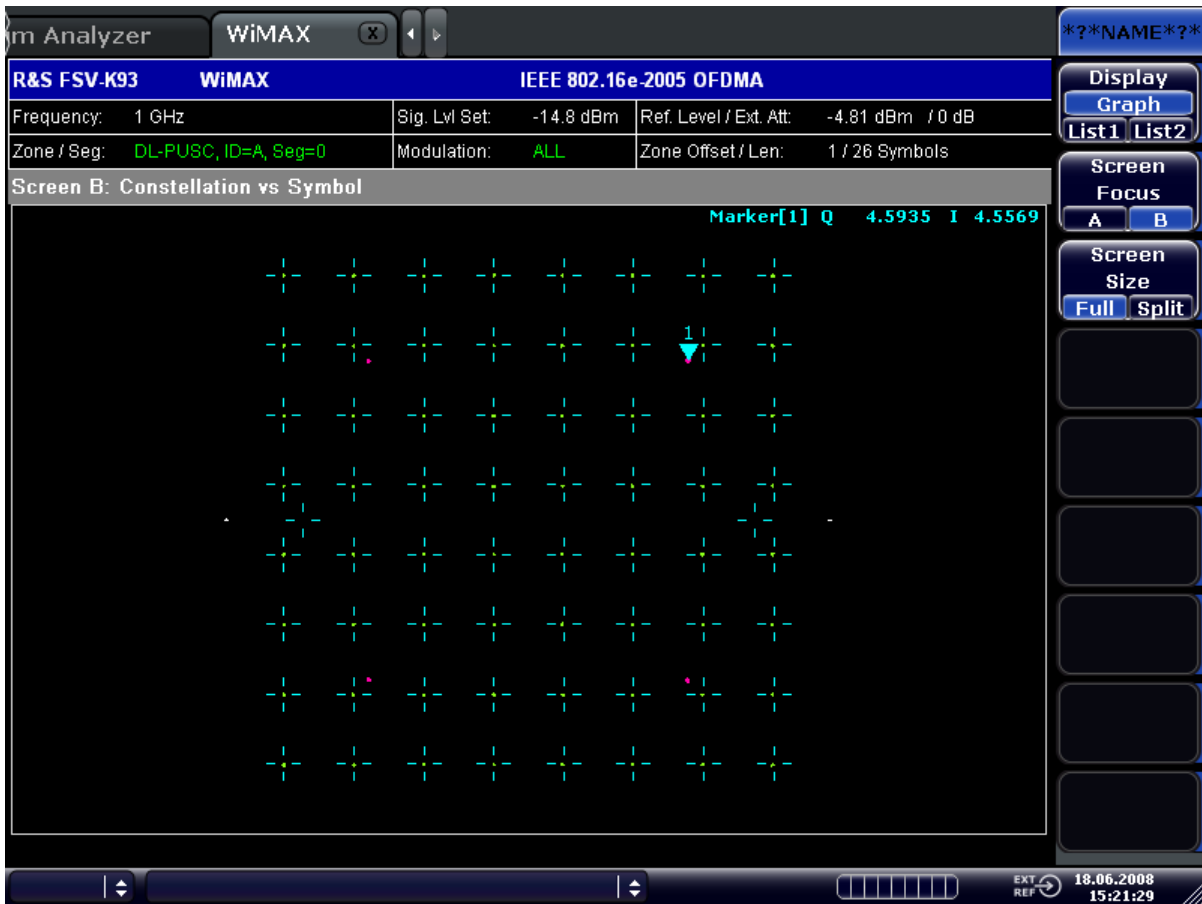 m Analyzer WiMAX X
*?*NAME*?*
R&S FSV-K93 WiMAX IEEE 802.16e-2005 OFDMA
Frequency: 1 GHz Sig. Lvl Set: -14.8 dBm Ref. Level / Ext. Att: -4.81 dBm / 0 dB
Zone / Seg: DL-PUSC, ID=A, Seg=0 Modulation: ALL Zone Offset / Len: 1 / 26 Symbols
Screen B: Constellation vs Symbol
Marker[1] Q 4.5935 I 4.5569
1
Display
Graph
List1 List2
Screen
Focus
A B
Screen
Size
Full Split
EXT
REF
18.06.2008
15:21:29